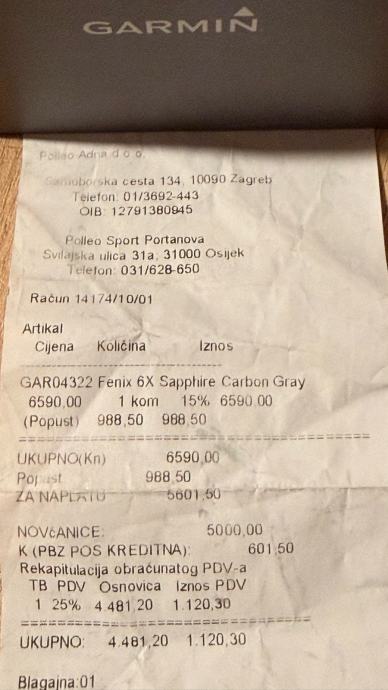 GARMIN
Polleo Adria d.o.o.
Samoborska cesta 134, 10090 Zagreb
Telefon: 01/3692-443
OIB: 12791380945
Polleo Sport Portanova
Svilajska ulica 31a, 31000 Osijek
Telefon: 031/628-650
Račun 14174/10/01
Artikal
Cijena Količina Iznos
GAR04322 Fenix 6X Sapphire Carbon Gray
6590,00 1 kom 15% 6590,00
(Popust) 988,50 988,50
UKUPNO(Kn) 6590,00
Popust 988,50
ZA NAPLATU 5601,50
NOVČANICE: 5000,00
K (PBZ POS KREDITNA): 601,50
Rekapitulacija obračunatog PDV-a
TB PDV Osnovica Iznos PDV
1 25% 4.481,20 1.120,30
UKUPNO: 4.481,20 1.120,30
Blagajna:01